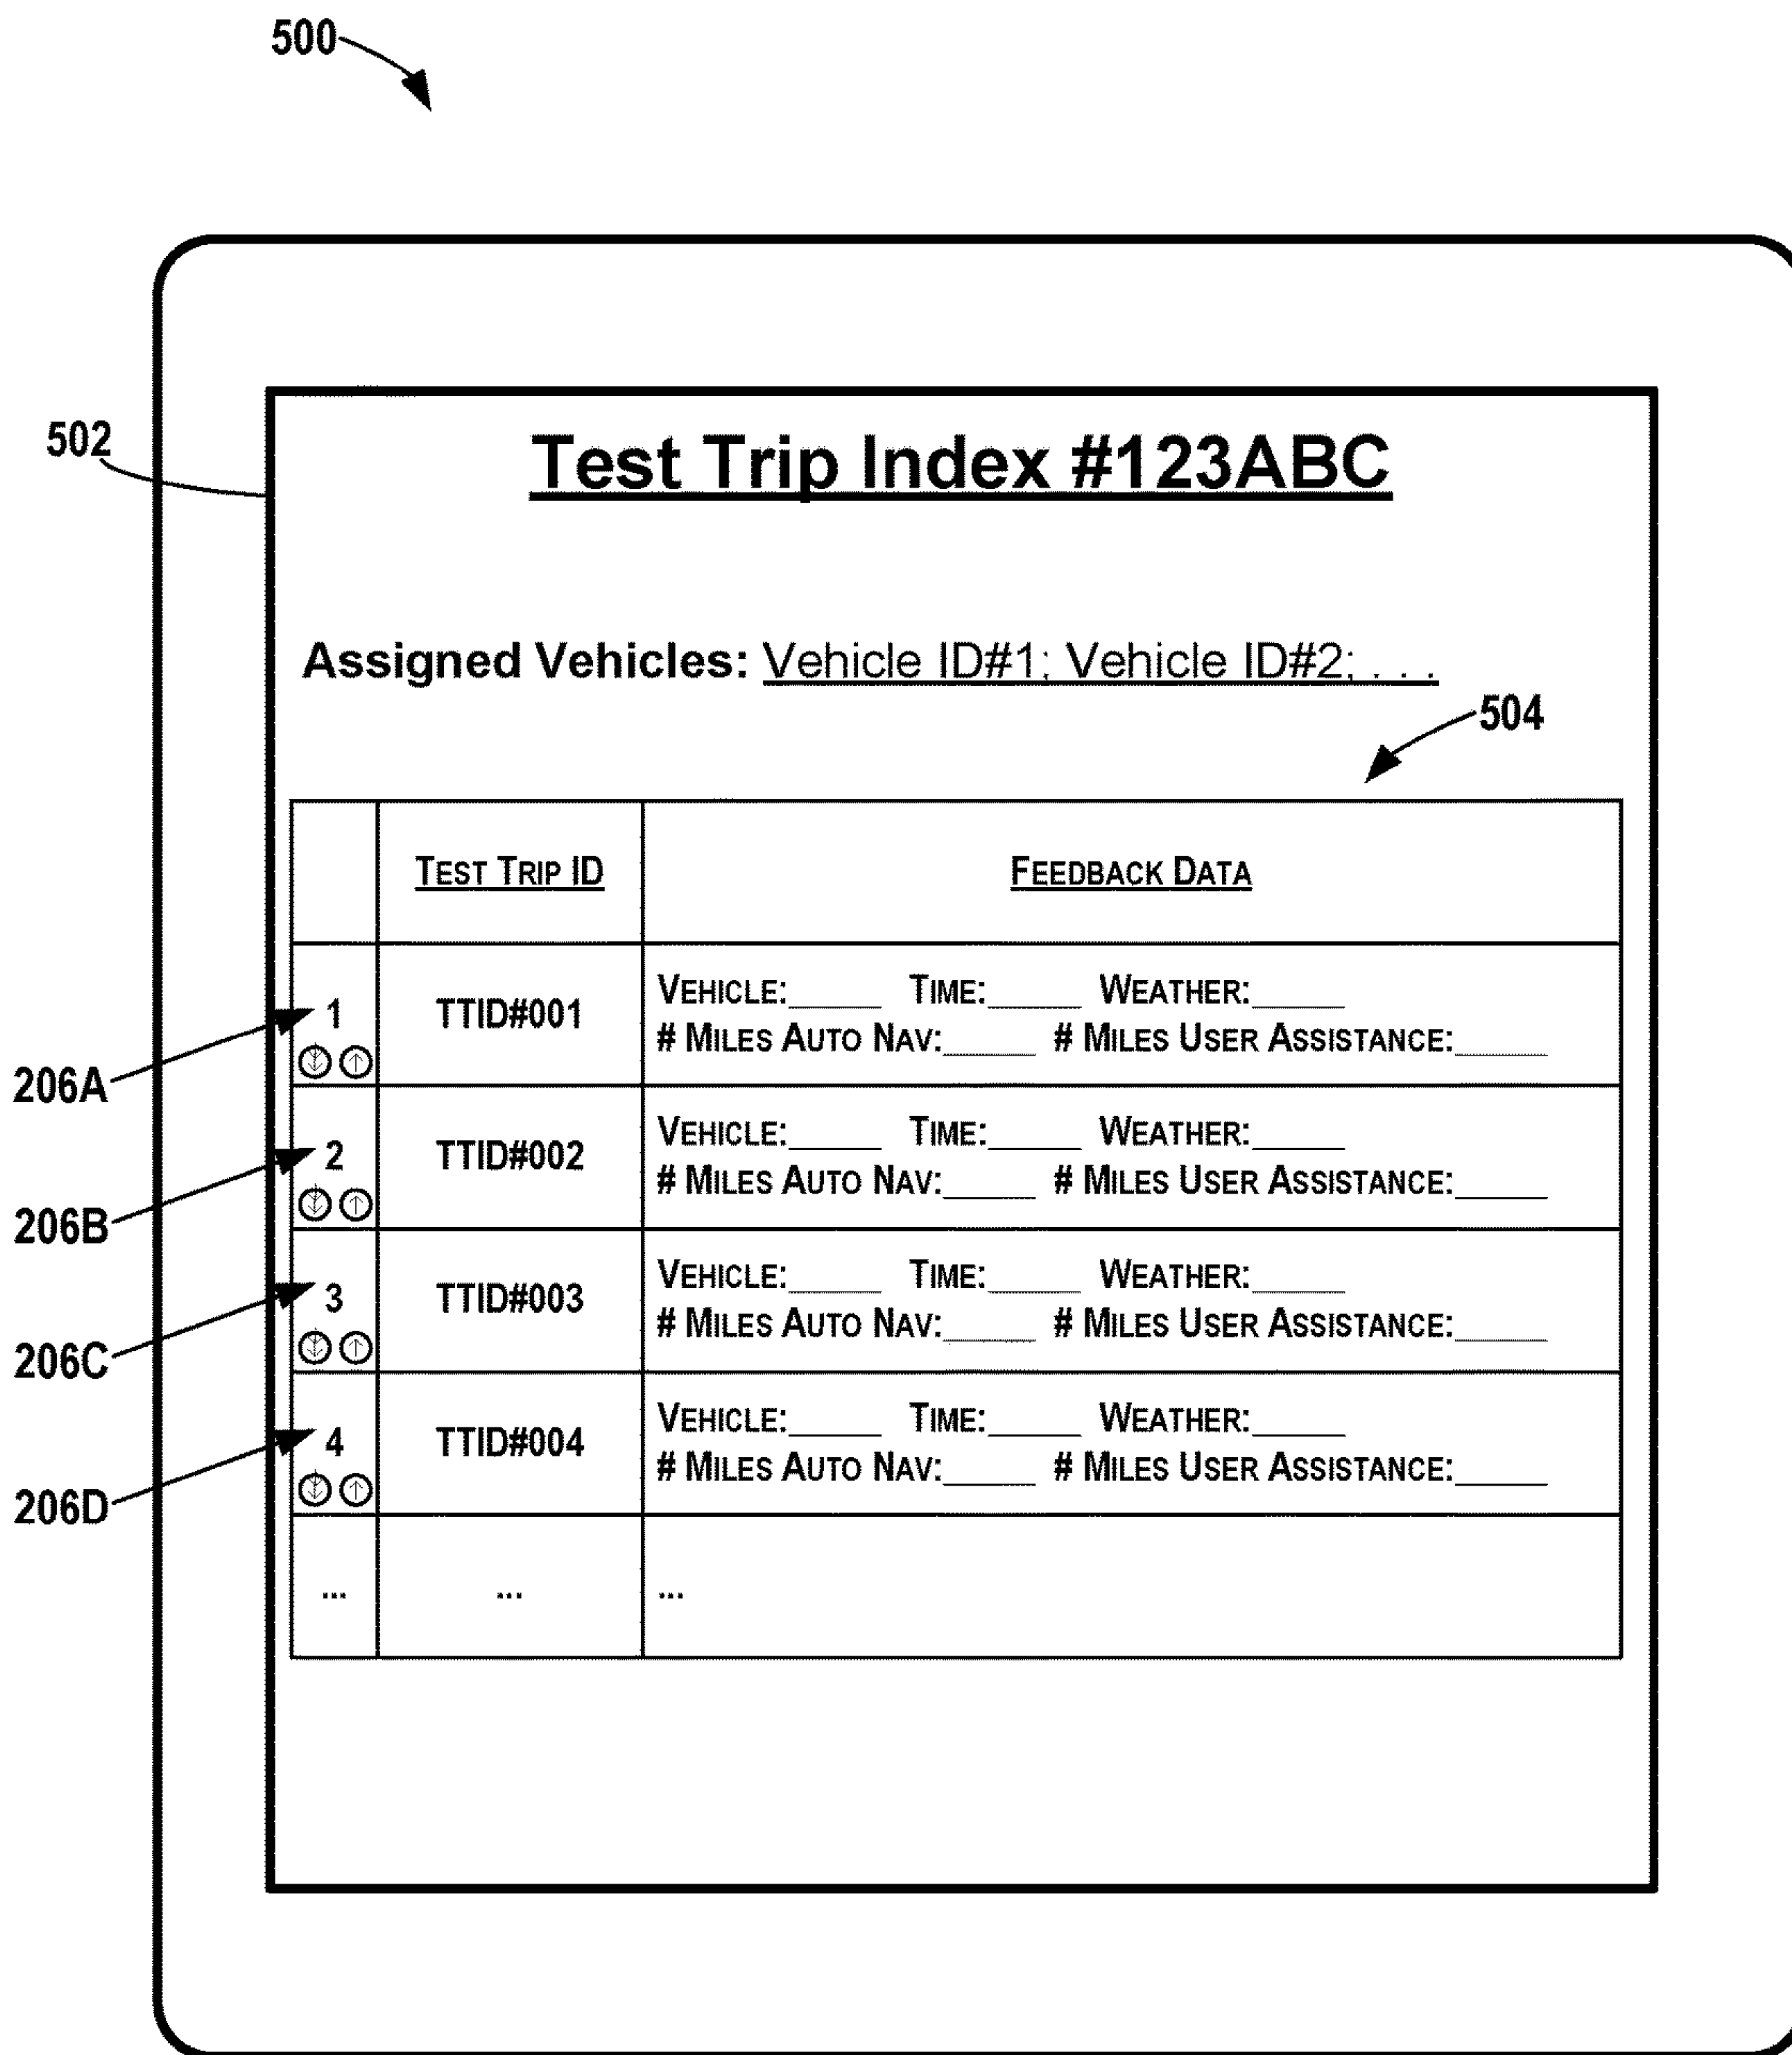 500
502
Test Trip Index #123ABC
Assigned Vehicles: Vehicle ID#1; Vehicle ID#2; . . .
504
TEST TRIP ID FEEDBACK DATA
206A
1 TTID#001
VEHICLE:_____ TIME:_____ WEATHER:_____
# MILES AUTO NAV:_____ # MILES USER ASSISTANCE:_____
206B
2 TTID#002
VEHICLE:_____ TIME:_____ WEATHER:_____
# MILES AUTO NAV:_____ # MILES USER ASSISTANCE:_____
206C
3 TTID#003
VEHICLE:_____ TIME:_____ WEATHER:_____
# MILES AUTO NAV:_____ # MILES USER ASSISTANCE:_____
206D
4 TTID#004
VEHICLE:_____ TIME:_____ WEATHER:_____
# MILES AUTO NAV:_____ # MILES USER ASSISTANCE:_____
... ... ...